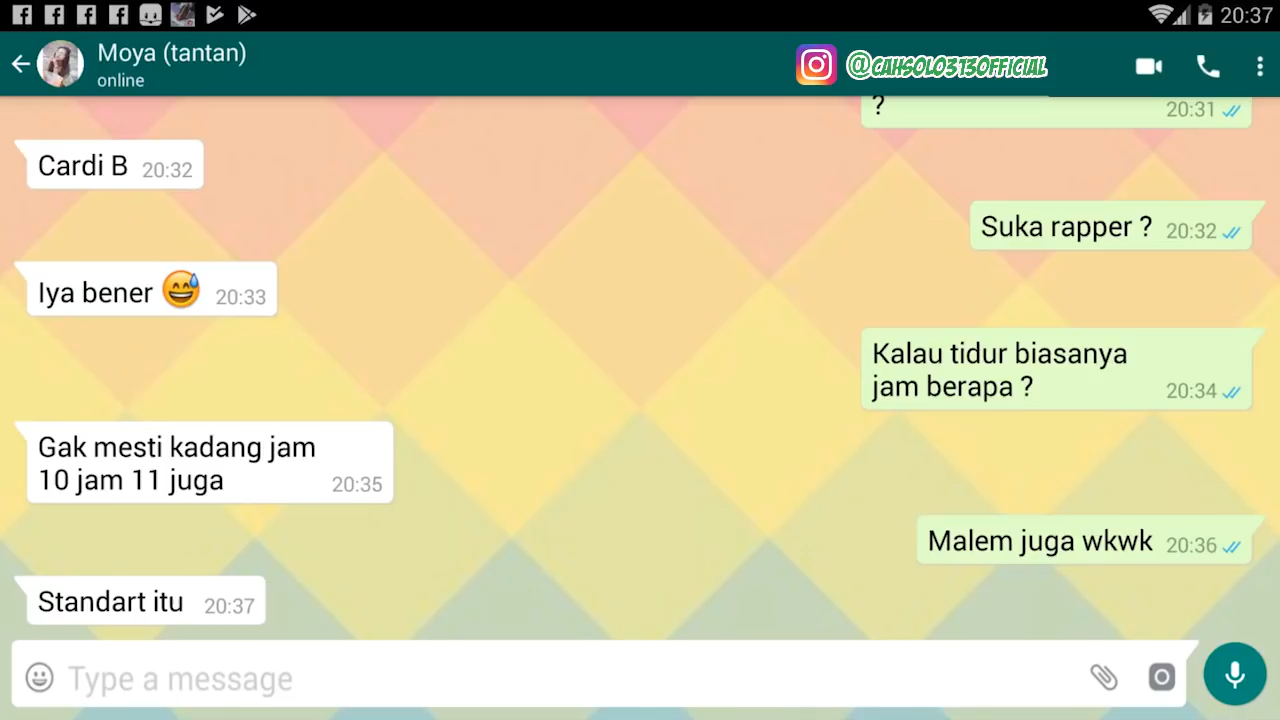 20:37
Moya (tantan)
online
@CAHSOLO313OFFICIAL
? 20:31
Cardi B 20:32
Suka rapper ? 20:32
Iya bener 😅 20:33
Kalau tidur biasanya
jam berapa ? 20:34
Gak mesti kadang jam
10 jam 11 juga 20:35
Malem juga wkwk 20:36
Standart itu 20:37
Type a message